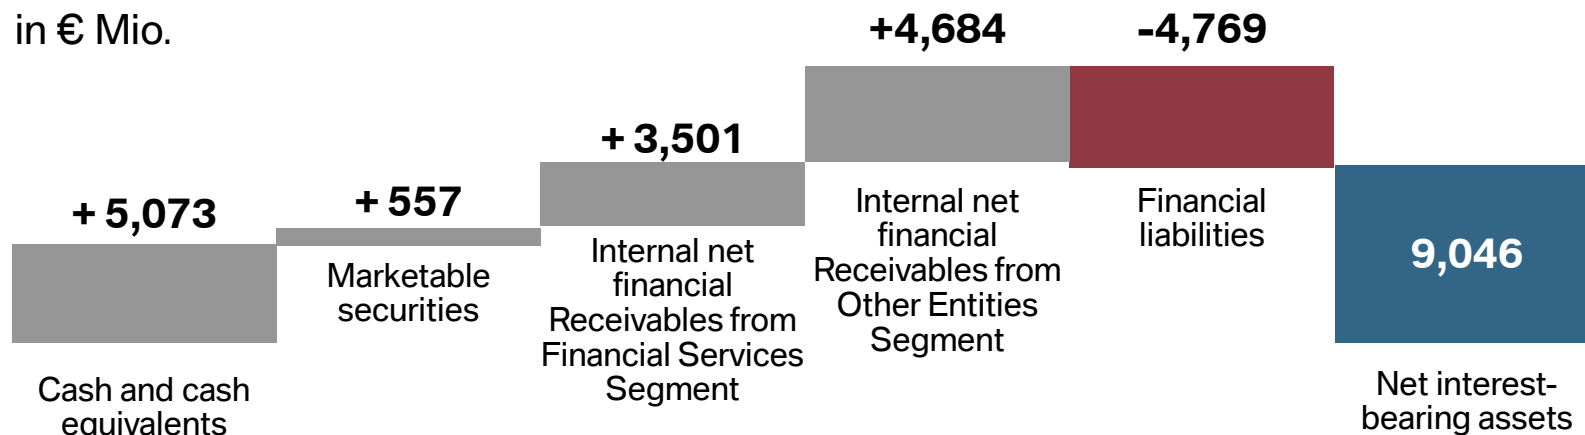 in € Mio.
+ 5,073
Cash and cash
equivalents
+ 557
Marketable
securities
+ 3,501
Internal net
financial
Receivables from
Financial Services
Segment
+4,684
Internal net
financial
Receivables from
Other Entities
Segment
-4,769
Financial
liabilities
9,046
Net interest-
bearing assets